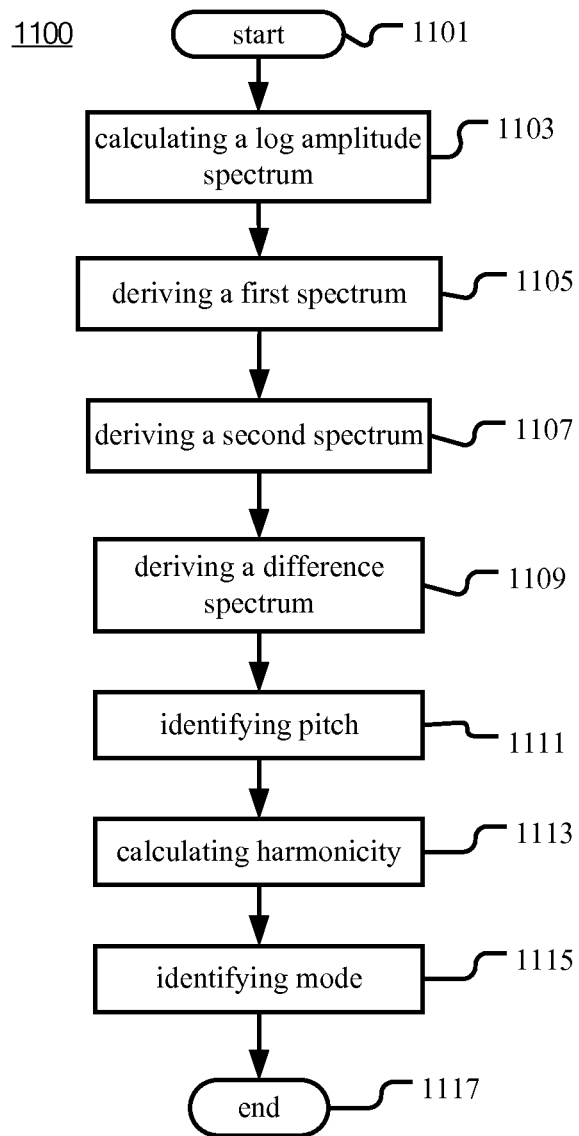 1100
start
1101
calculating a log amplitude
spectrum
1103
deriving a first spectrum
1105
deriving a second spectrum
1107
deriving a difference
spectrum
1109
identifying pitch
1111
calculating harmonicity
1113
identifying mode
1115
end
1117